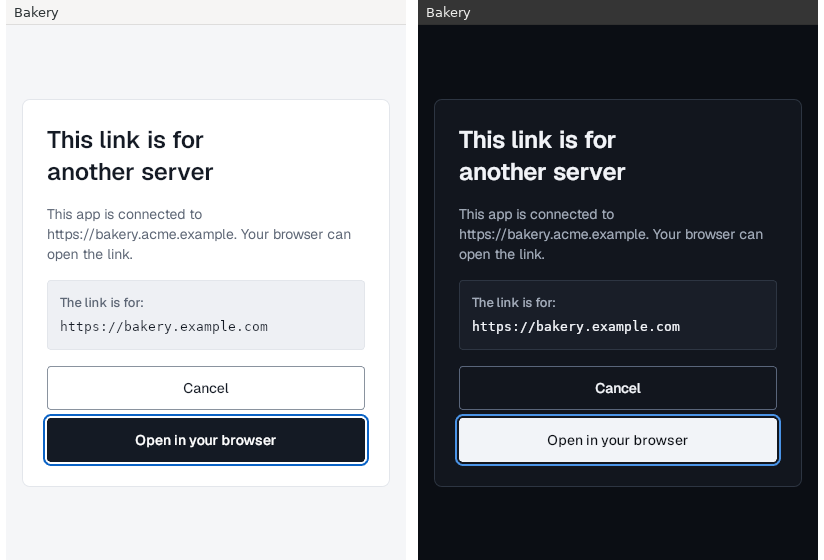 Bakery
This link is for
another server
This app is connected to
https://bakery.acme.example. Your browser can
open the link.
The link is for:
https://bakery.example.com
Cancel
Open in your browser
Bakery
This link is for
another server
This app is connected to
https://bakery.acme.example. Your browser can
open the link.
The link is for:
https://bakery.example.com
Cancel
Open in your browser